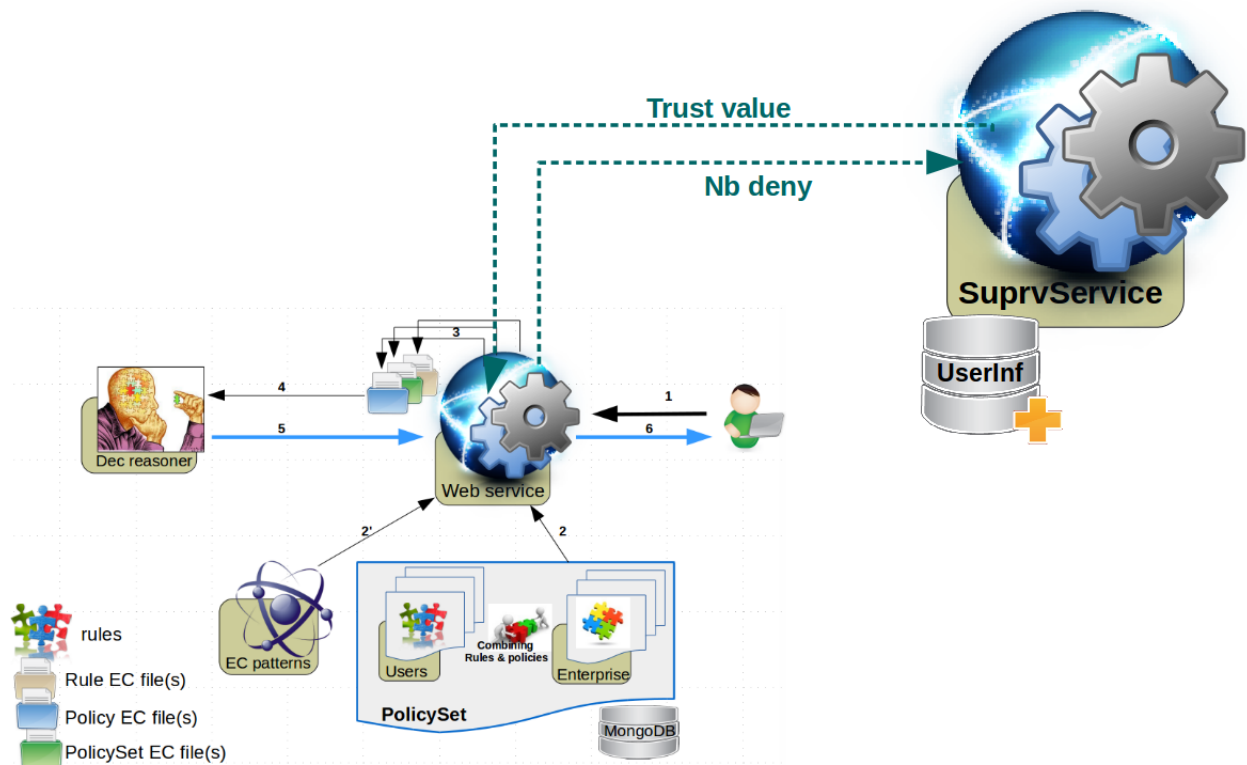 Trust value
Nb deny
SuprvService
UserInf
3
4
1
5
6
Dec reasoner
Web service
2'
2
EC patterns
Users
Combining
Rules & policies
Enterprise
PolicySet
MongoDB
rules
Rule EC file(s)
Policy EC file(s)
PolicySet EC file(s)